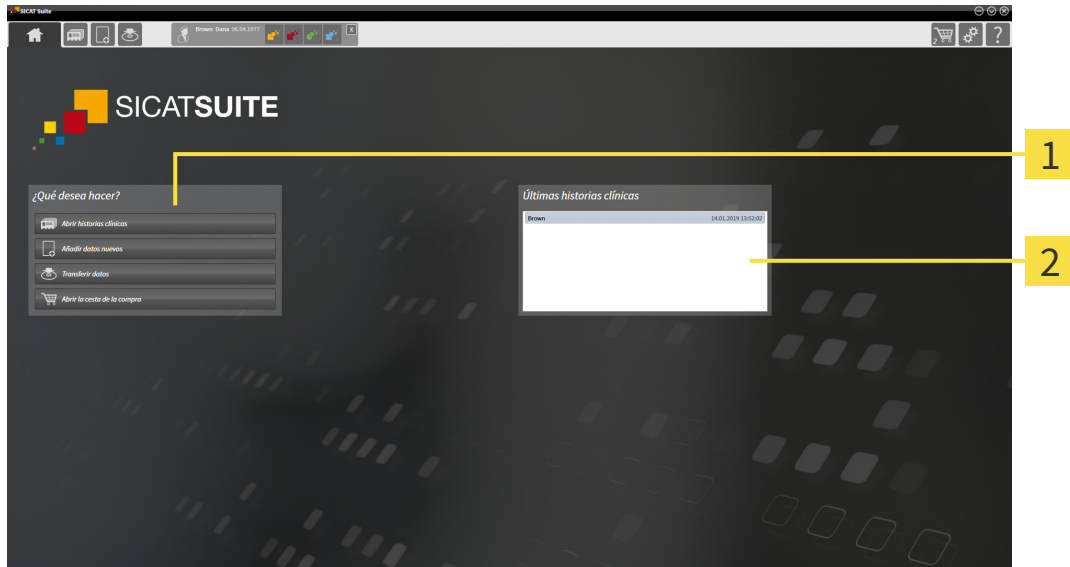 SICAT Suite
Brown Dana 06.04.1977
X
2
?
SICATSUITE
1
¿Qué desea hacer?
Abrir historias clínicas
Añadir datos nuevos
Transferir datos
Abrir la cesta de la compra
Últimas historias clínicas
Brown 14.01.2019 13:52:02
2